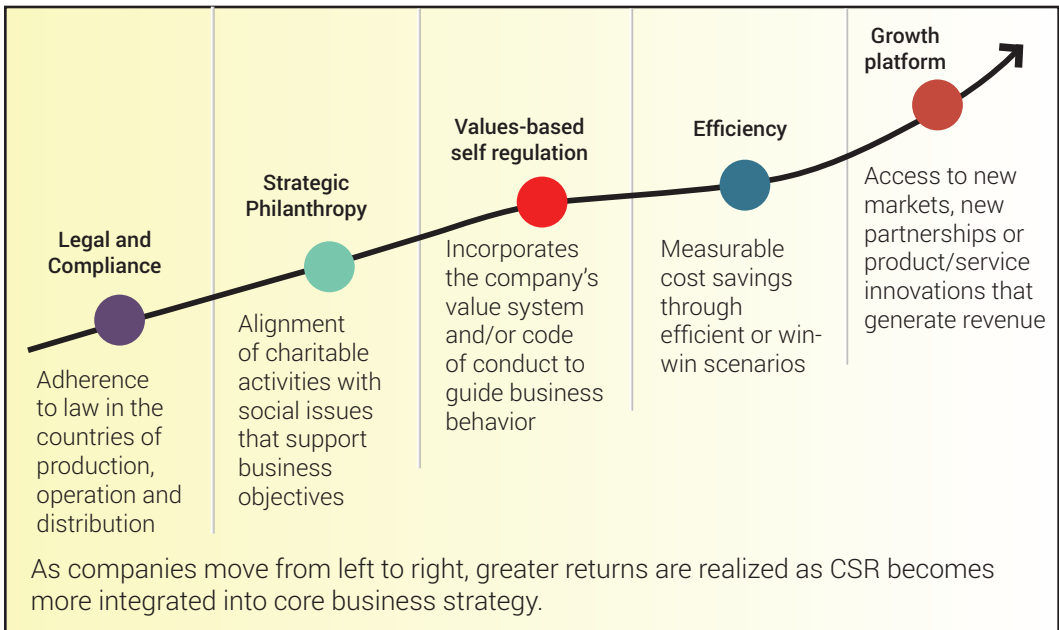 Legal and
Compliance
Adherence
to law in the
countries of
production,
operation and
distribution
Strategic
Philanthropy
Alignment
of charitable
activities with
social issues
that support
business
objectives
Values-based
self regulation
Incorporates
the company’s
value system
and/or code
of conduct to
guide business
behavior
Efficiency
Measurable
cost savings
through
efficient or win-
win scenarios
Growth
platform
Access to new
markets, new
partnerships or
product/service
innovations that
generate revenue
As companies move from left to right, greater returns are realized as CSR becomes
more integrated into core business strategy.